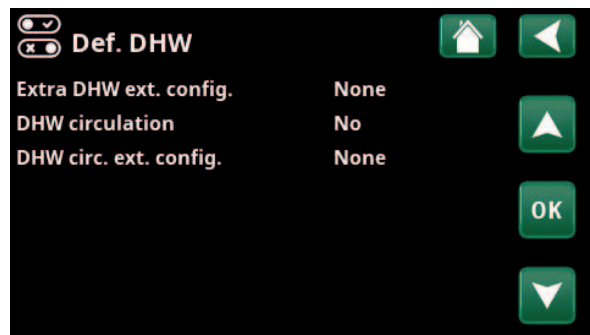 Def. DHW
Extra DHW ext. config. None
DHW circulation No
DHW circ. ext. config. None
OK